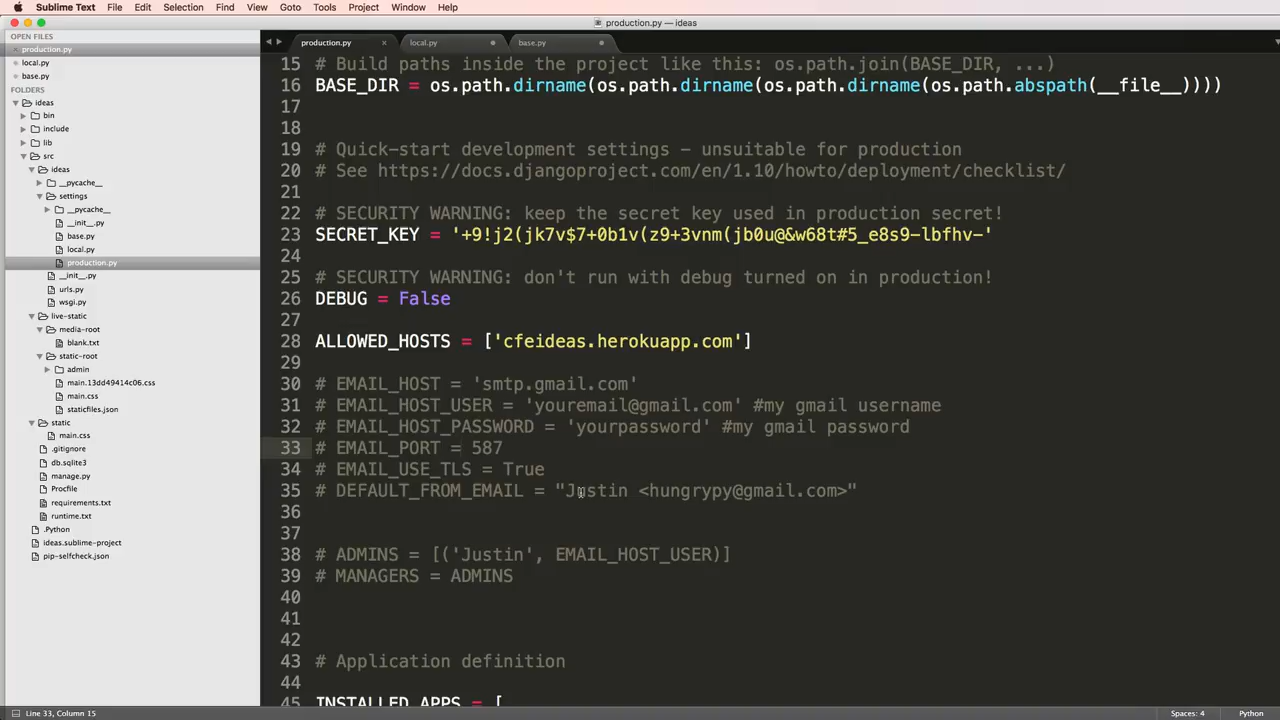 Sublime Text File Edit Selection Find View Goto Tools Project Window Help
production.py — ideas
OPEN FILES
production.py
local.py
base.py
FOLDERS
ideas
bin
include
lib
src
ideas
__pycache__
settings
__pycache__
__init__.py
base.py
local.py
production.py
__init__.py
urls.py
wsgi.py
live-static
media-root
blank.txt
static-root
admin
main.13dd49414c06.css
main.css
staticfiles.json
static
main.css
.gitignore
db.sqlite3
manage.py
Procfile
requirements.txt
runtime.txt
.Python
ideas.sublime-project
pip-selfcheck.json
production.py × local.py base.py
15 # Build paths inside the project like this: os.path.join(BASE_DIR, ...)
16 BASE_DIR = os.path.dirname(os.path.dirname(os.path.dirname(os.path.abspath(__file__))))
17
18
19 # Quick-start development settings - unsuitable for production
20 # See https://docs.djangoproject.com/en/1.10/howto/deployment/checklist/
21
22 # SECURITY WARNING: keep the secret key used in production secret!
23 SECRET_KEY = '+9!j2(jk7v$7+0b1v(z9+3vnm(jb0u@&w68t#5_e8s9-lbfhv-'
24
25 # SECURITY WARNING: don't run with debug turned on in production!
26 DEBUG = False
27
28 ALLOWED_HOSTS = ['cfeideas.herokuapp.com']
29
30 # EMAIL_HOST = 'smtp.gmail.com'
31 # EMAIL_HOST_USER = 'youremail@gmail.com' #my gmail username
32 # EMAIL_HOST_PASSWORD = 'yourpassword' #my gmail password
33 # EMAIL_PORT = 587
34 # EMAIL_USE_TLS = True
35 # DEFAULT_FROM_EMAIL = "Justin <hungrypy@gmail.com>"
36
37
38 # ADMINS = [('Justin', EMAIL_HOST_USER)]
39 # MANAGERS = ADMINS
40
41
42
43 # Application definition
44
45 INSTALLED_APPS = [
Line 33, Column 15 Spaces: 4 Python